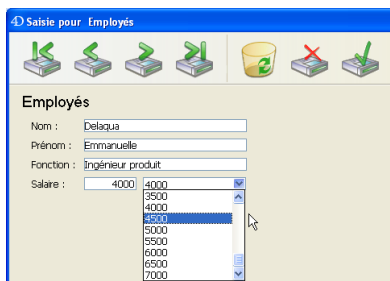 4D Saisie pour Employés
Employés
Nom : Delaqua
Prénom : Emmanuelle
Fonction : Ingénieur produit
Salaire : 4000 4000
3500
4000
4500
5000
5500
6000
6500
7000